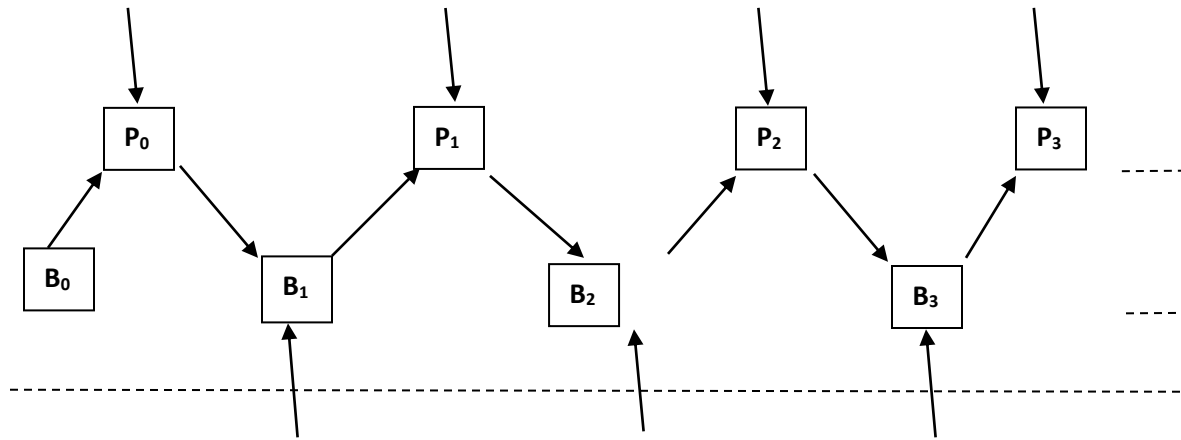 P₀ P₁ P₂ P₃
B₀ B₁ B₂ B₃